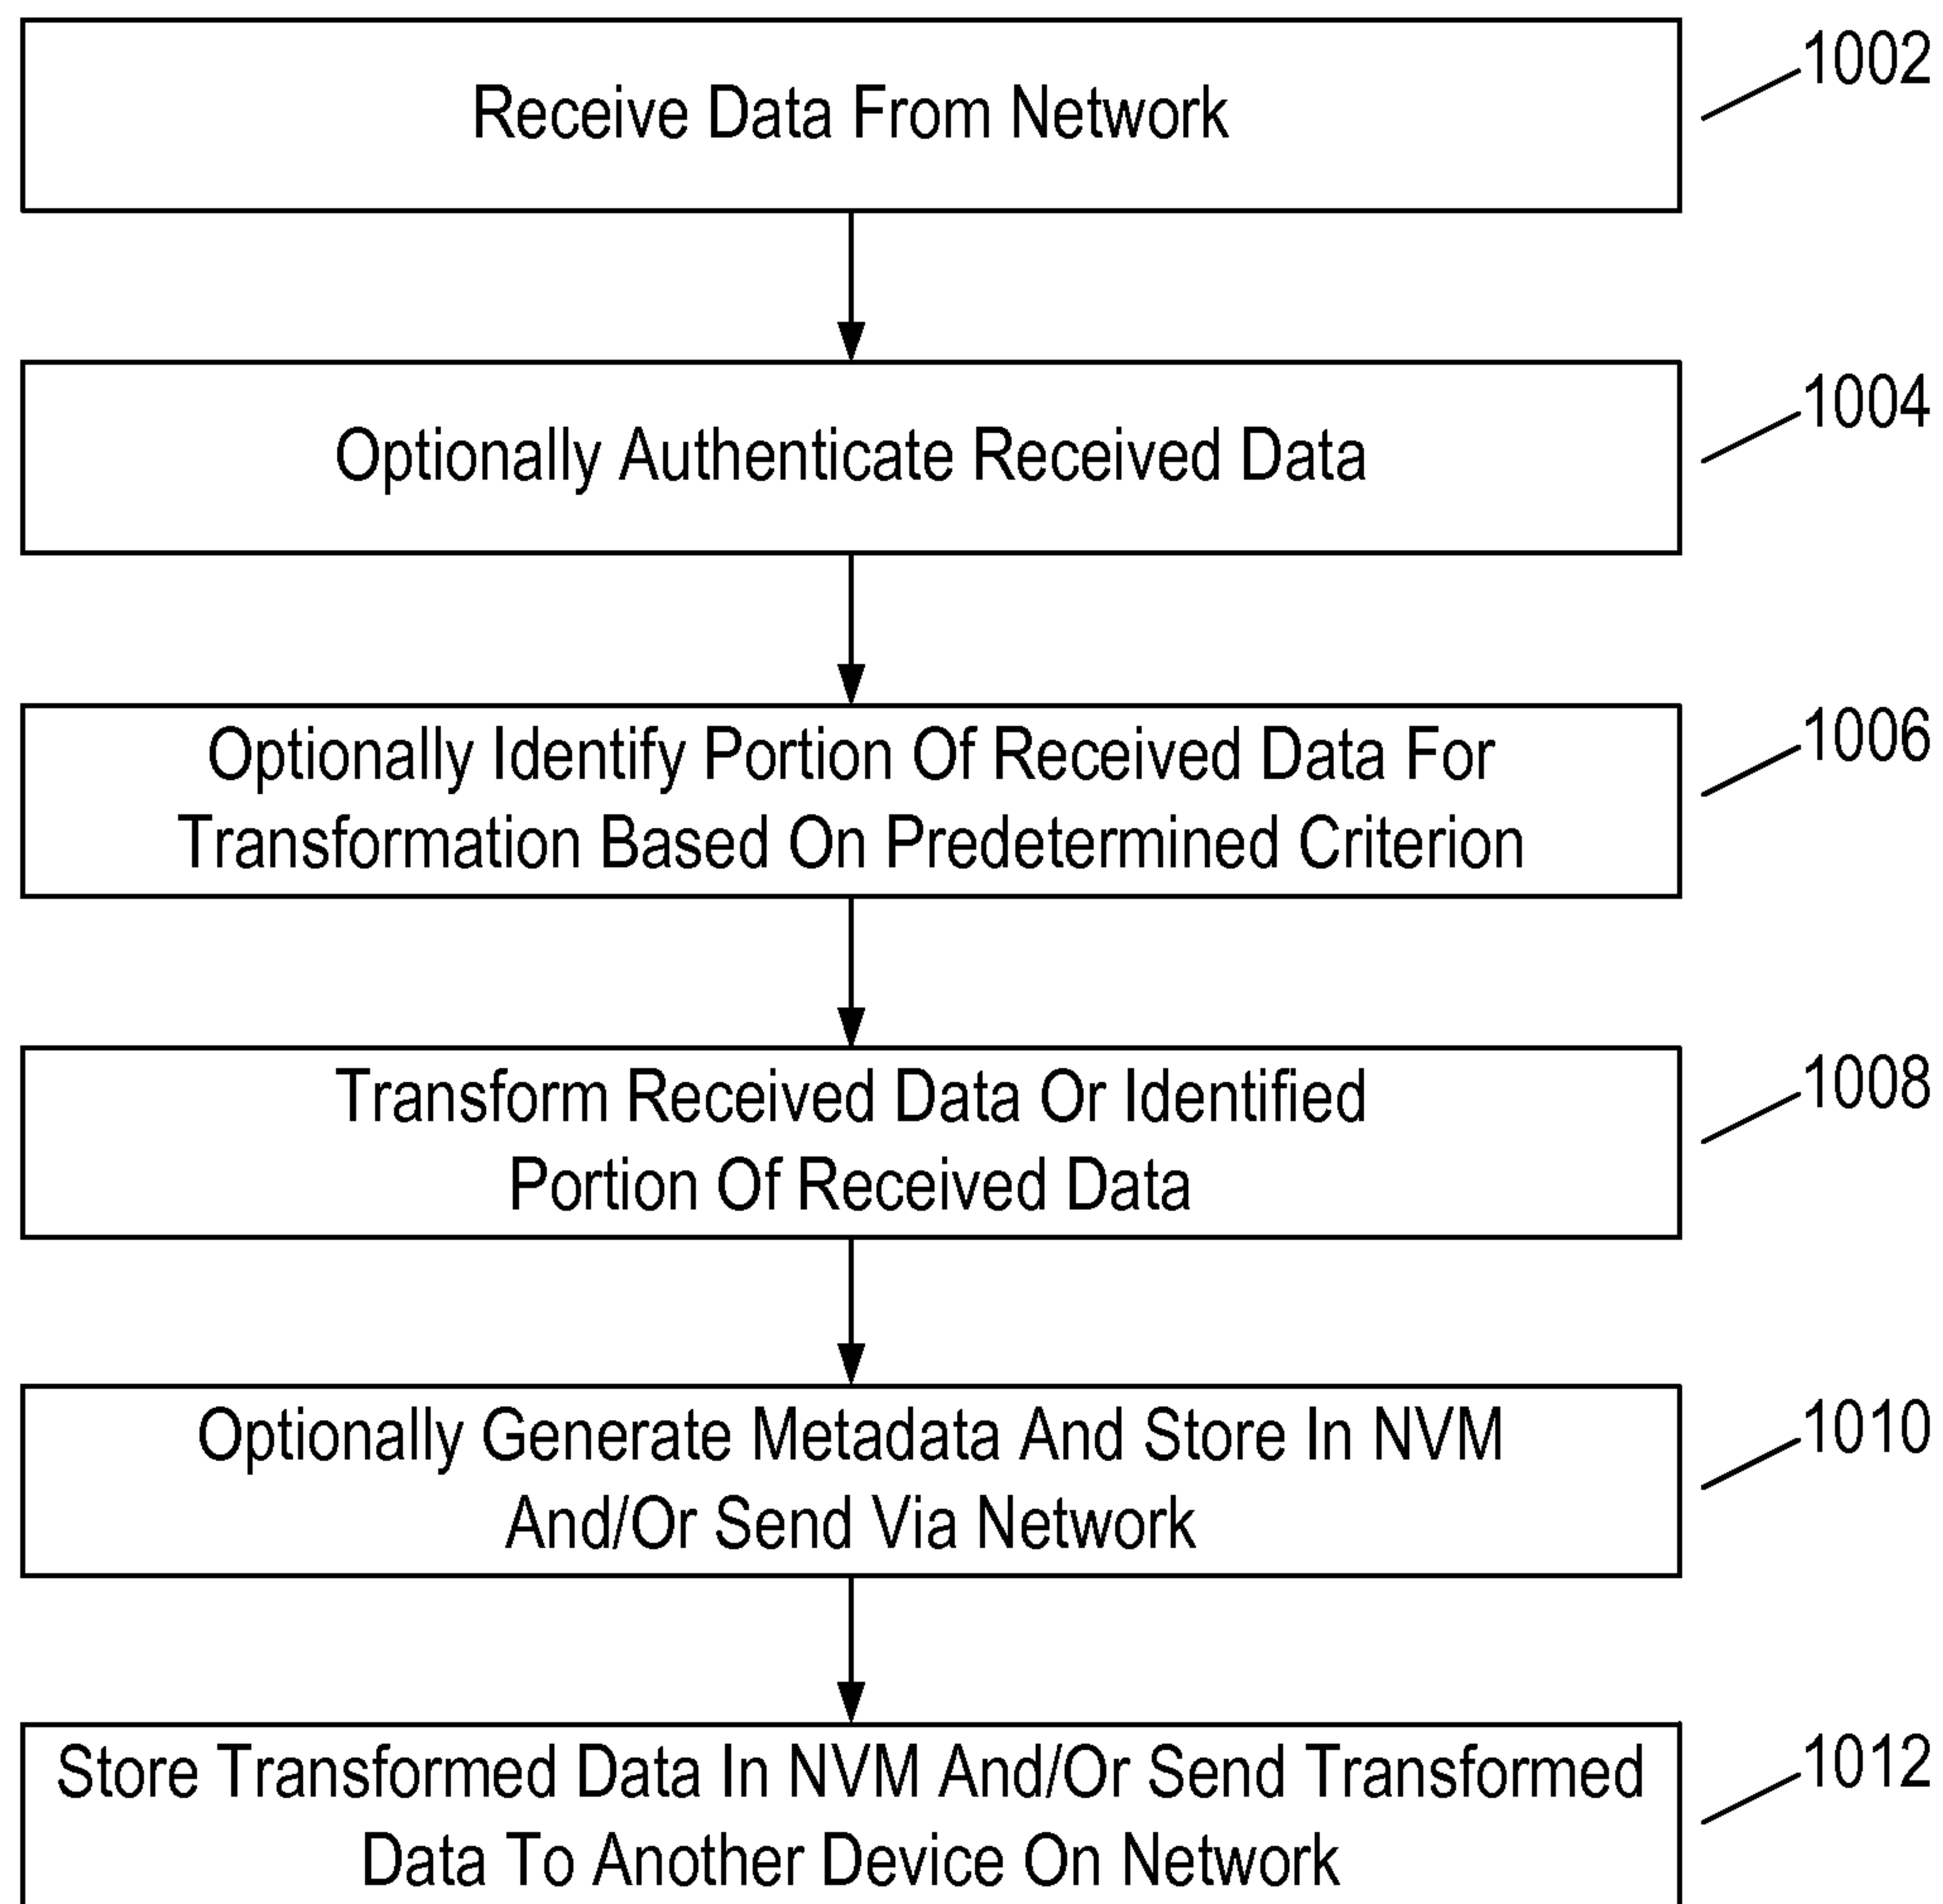 Receive Data From Network
1002
Optionally Authenticate Received Data
1004
Optionally Identify Portion Of Received Data For
Transformation Based On Predetermined Criterion
1006
Transform Received Data Or Identified
Portion Of Received Data
1008
Optionally Generate Metadata And Store In NVM
And/Or Send Via Network
1010
Store Transformed Data In NVM And/Or Send Transformed
Data To Another Device On Network
1012